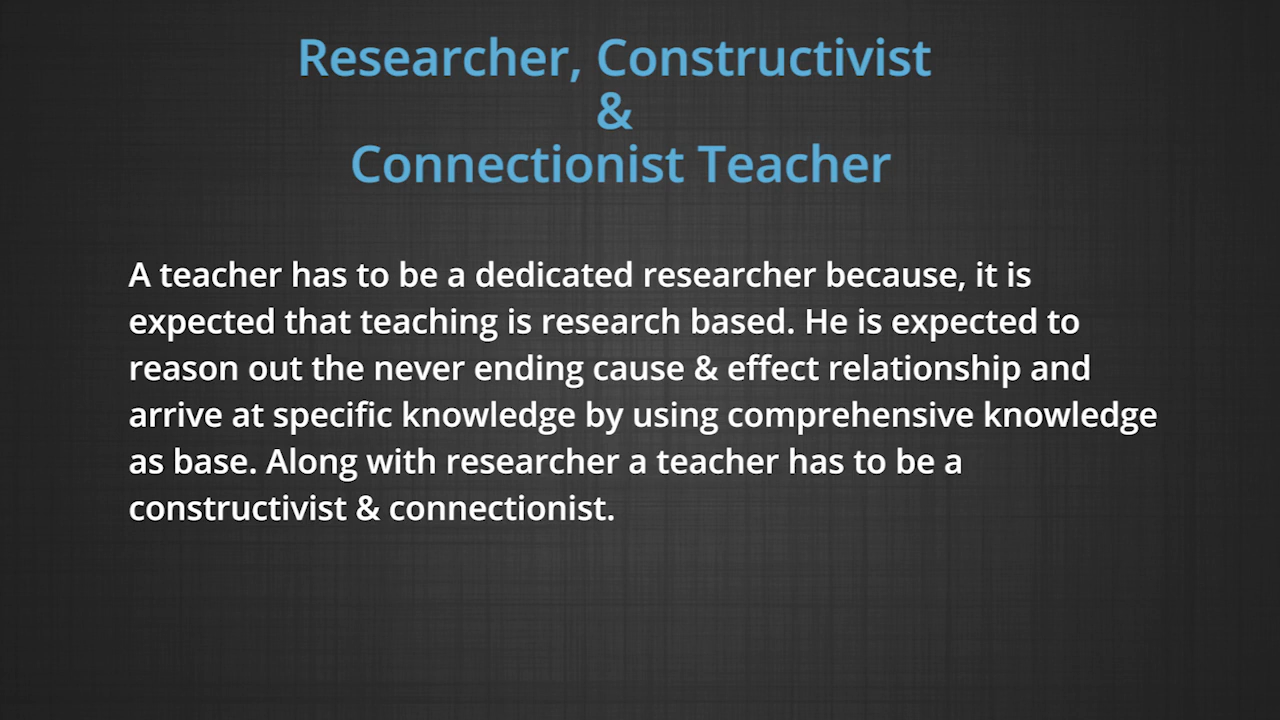 Researcher, Constructivist
&
Connectionist Teacher
A teacher has to be a dedicated researcher because, it is
expected that teaching is research based. He is expected to
reason out the never ending cause & effect relationship and
arrive at specific knowledge by using comprehensive knowledge
as base. Along with researcher a teacher has to be a
constructivist & connectionist.